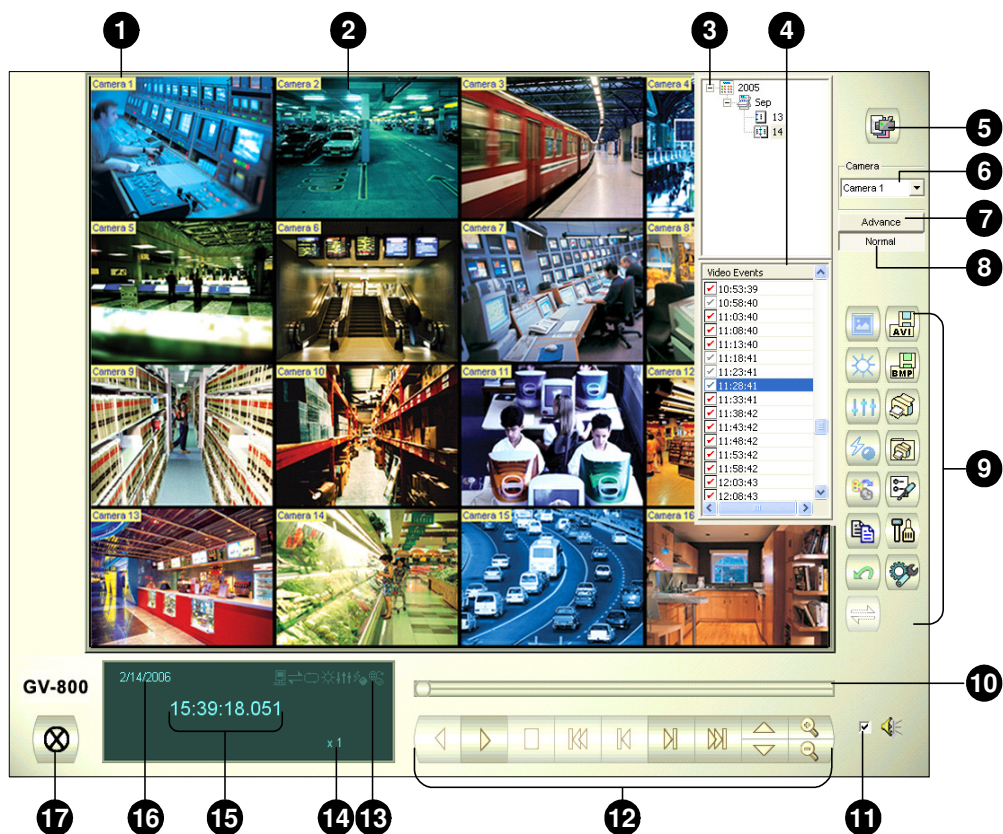 1
2
3
4
Camera 1
Camera 2
Camera 3
Camera 4
2005
Sep
13
14
5
Camera
6
Camera 1
7
Advance
Normal
8
Camera 5
Camera 6
Camera 7
Camera 8
Video Events
10:53:39
10:58:40
11:03:40
11:08:40
11:13:40
11:18:41
11:23:41
11:28:41
11:33:41
11:38:42
11:43:42
11:48:42
11:53:42
11:58:42
12:03:43
12:08:43
AVI
BMP
9
Camera 9
Camera 10
Camera 11
Camera 12
Camera 13
Camera 14
Camera 15
Camera 16
GV-800
2/14/2006
15:39:18.051
x 1
10
11
17
16
15
14
13
12